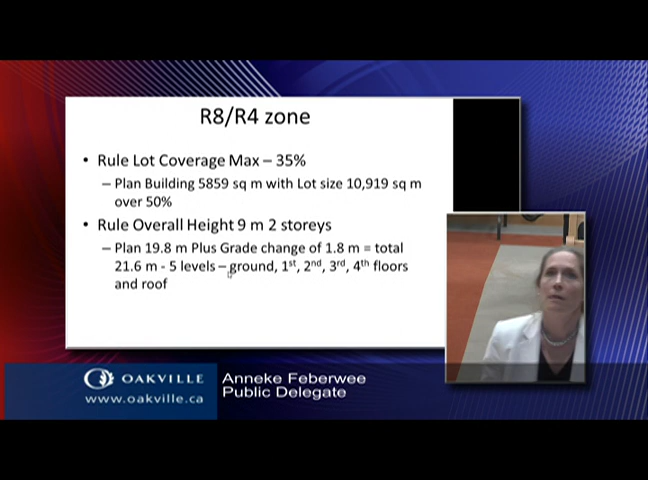 R8/R4 zone
• Rule Lot Coverage Max – 35%
– Plan Building 5859 sq m with Lot size 10,919 sq m
over 50%
• Rule Overall Height 9 m 2 storeys
– Plan 19.8 m Plus Grade change of 1.8 m = total
21.6 m - 5 levels – ground, 1st, 2nd, 3rd, 4th floors
and roof
OAKVILLE
www.oakville.ca
Anneke Feberwee
Public Delegate